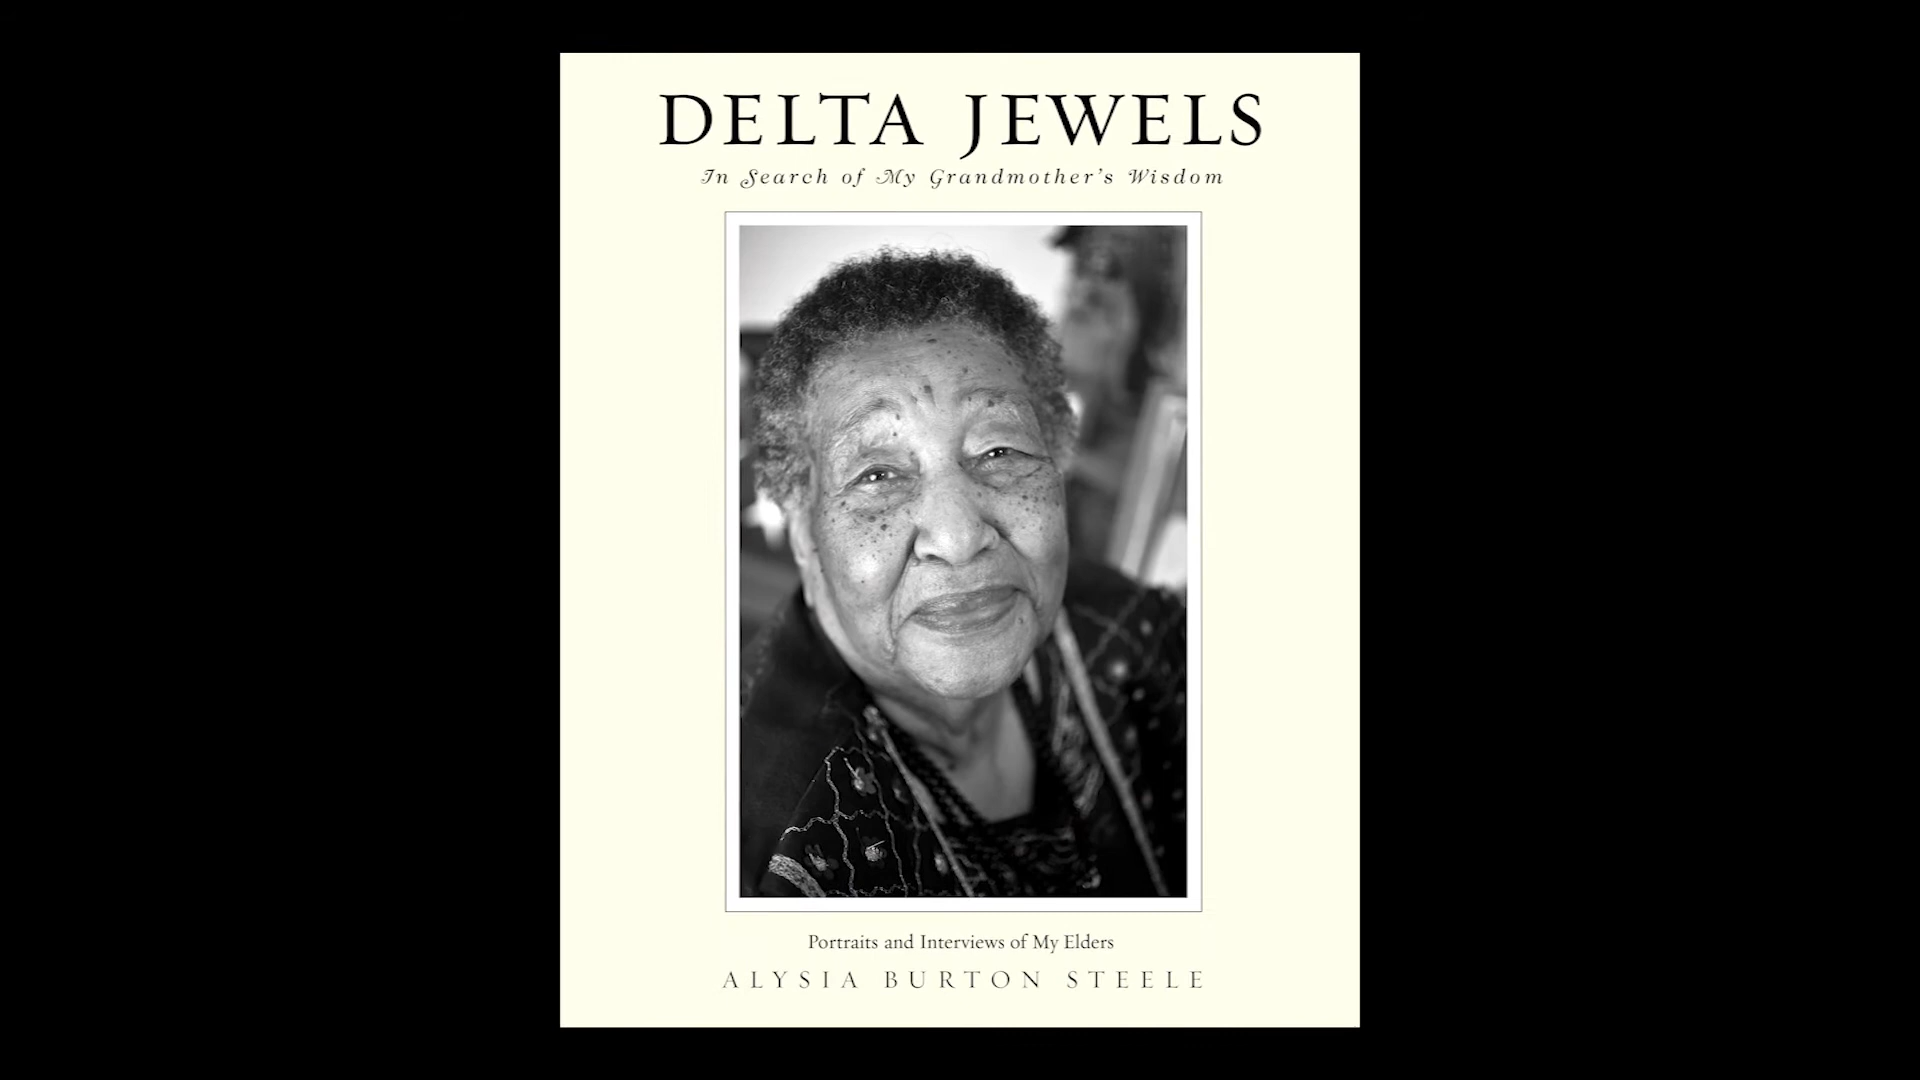 DELTA JEWELS
In Search of My Grandmother's Wisdom
Portraits and Interviews of My Elders
ALYSIA BURTON STEELE